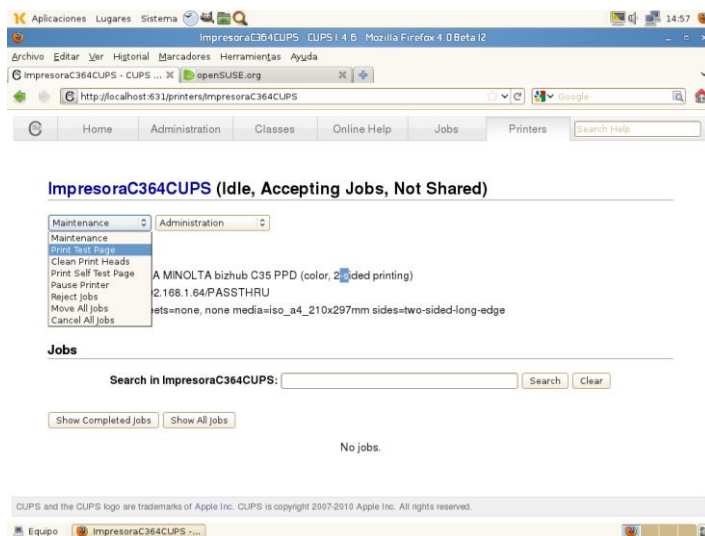 Aplicaciones Lugares Sistema 14:57
ImpresoraC364CUPS - CUPS 1.4.6 - Mozilla Firefox 4.0 Beta 12
Archivo Editar Ver Historial Marcadores Herramientas Ayuda
ImpresoraC364CUPS - CUPS ... openSUSE.org
http://localhost:631/printers/ImpresoraC364CUPS Google
Home Administration Classes Online Help Jobs Printers Search Help
ImpresoraC364CUPS (Idle, Accepting Jobs, Not Shared)
Maintenance Administration
Maintenance
Print Test Page
Clean Print Heads
Print Self Test Page A MINOLTA bizhub C35 PPD (color, 2-sided printing)
Pause Printer
Reject Jobs 2.168.1.64/PASSTHRU
Move All Jobs eets=none, none media=iso_a4_210x297mm sides=two-sided-long-edge
Cancel All Jobs
Jobs
Search in ImpresoraC364CUPS: Search Clear
Show Completed Jobs Show All Jobs
No jobs.
CUPS and the CUPS logo are trademarks of Apple Inc. CUPS is copyright 2007-2010 Apple Inc. All rights reserved.
Equipo ImpresoraC364CUPS -...